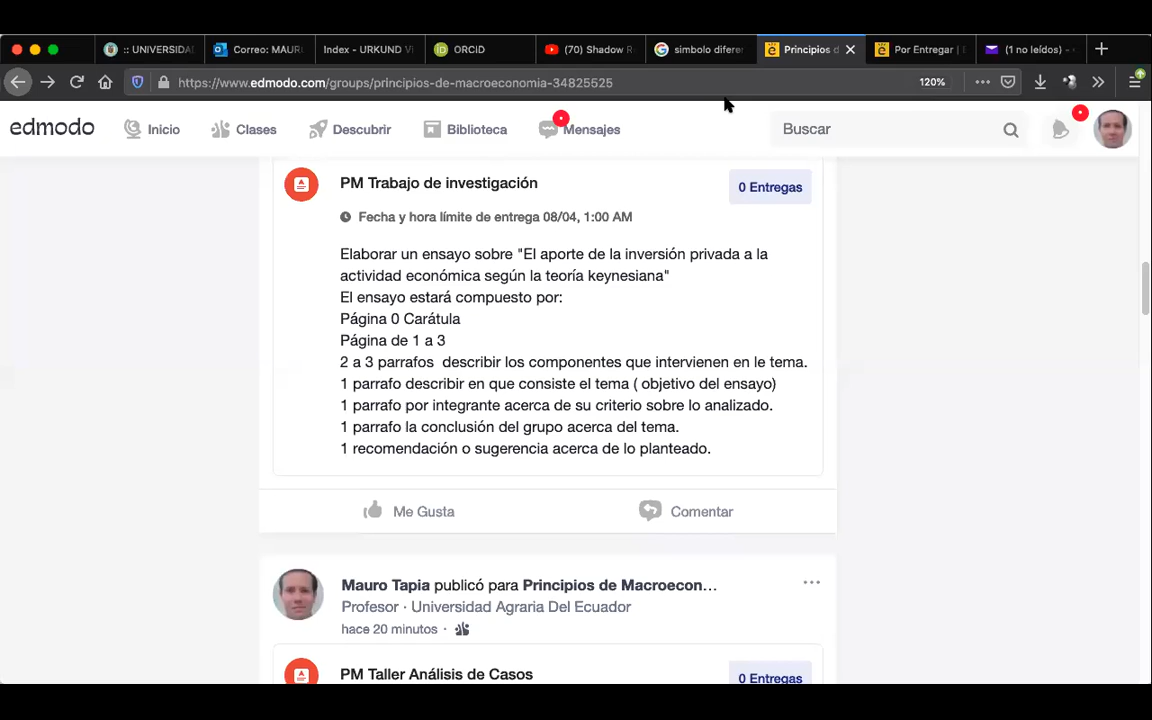 :: UNIVERSIDA
Correo: MAUR
Index - URKUND Vi
ORCID
(70) Shadow R
simbolo difere
Principios d
Por Entregar | E
(1 no leídos) -
https://www.edmodo.com/groups/principios-de-macroeconomia-34825525
120%
edmodo
Inicio
Clases
Descubrir
Biblioteca
Mensajes
Buscar
PM Trabajo de investigación
0 Entregas
Fecha y hora límite de entrega 08/04, 1:00 AM
Elaborar un ensayo sobre "El aporte de la inversión privada a la
actividad económica según la teoría keynesiana"
El ensayo estará compuesto por:
Página 0 Carátula
Página de 1 a 3
2 a 3 parrafos describir los componentes que intervienen en le tema.
1 parrafo describir en que consiste el tema ( objetivo del ensayo)
1 parrafo por integrante acerca de su criterio sobre lo analizado.
1 parrafo la conclusión del grupo acerca del tema.
1 recomendación o sugerencia acerca de lo planteado.
Me Gusta
Comentar
Mauro Tapia publicó para Principios de Macroecon…
Profesor · Universidad Agraria Del Ecuador
hace 20 minutos ·
PM Taller Análisis de Casos
0 Entregas